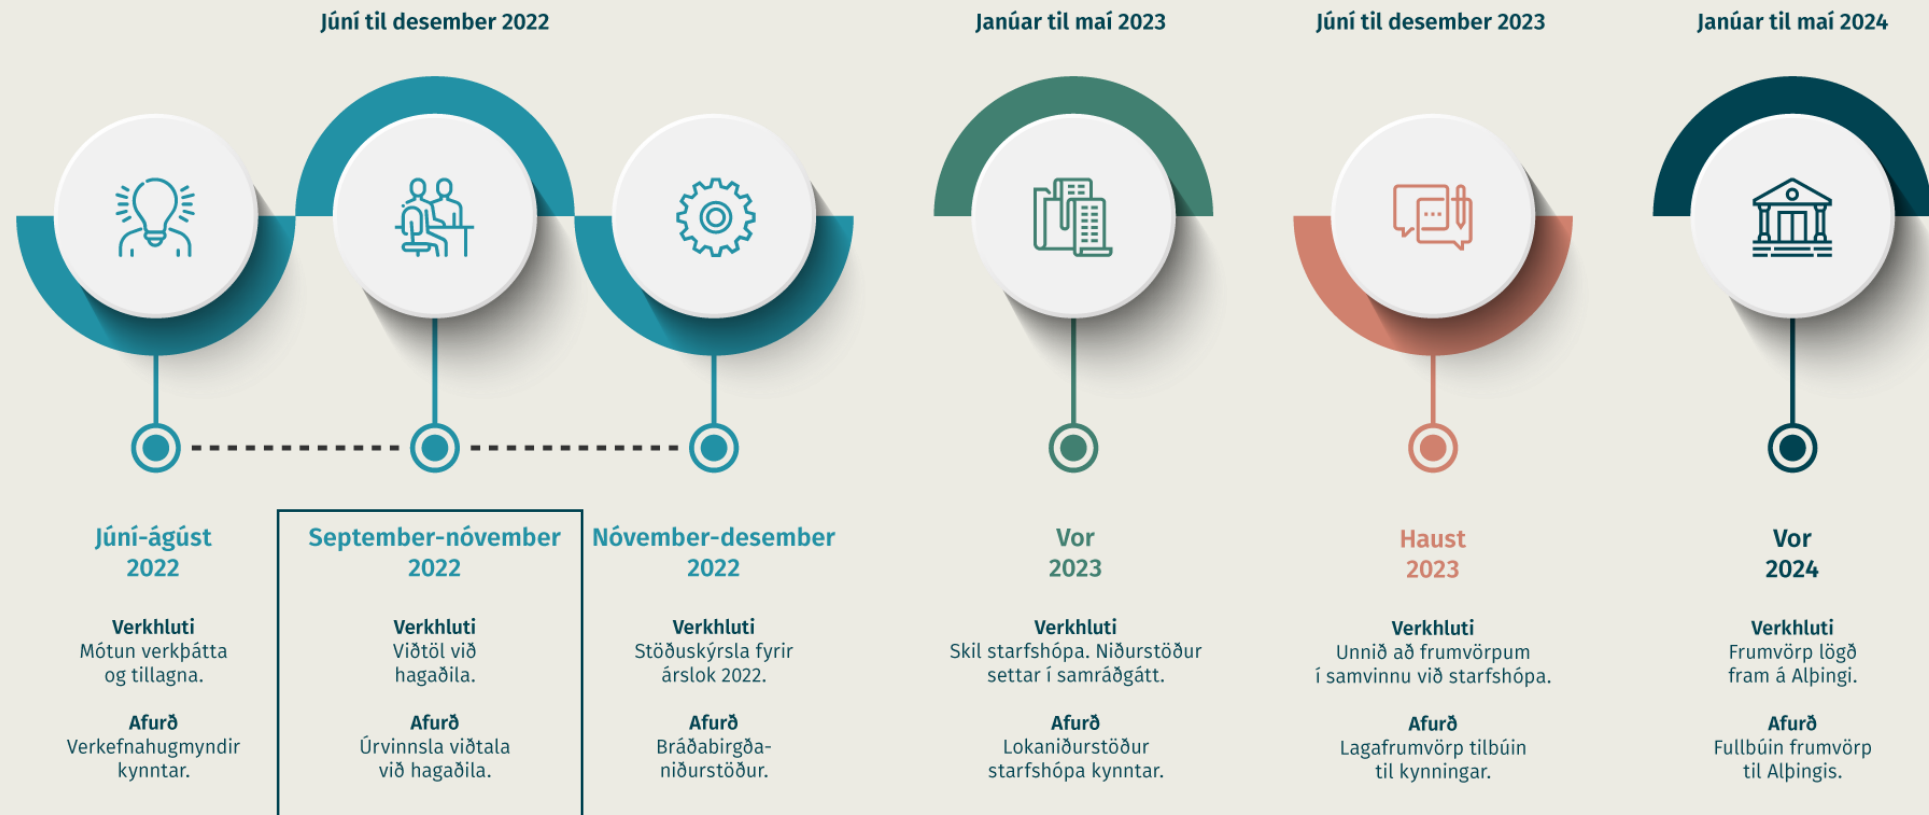 Júní til desember 2022
Janúar til maí 2023
Júní til desember 2023
Janúar til maí 2024
Júní-ágúst
2022
Verkhluti
Mótun verkþátta
og tillagna.
Afurð
Verkefnahugmyndir
kynntar.
September-nóvember
2022
Verkhluti
Viðtöl við
hagaðila.
Afurð
Úrvinnsla viðtala
við hagaðila.
Nóvember-desember
2022
Verkhluti
Stöðuskýrsla fyrir
árslok 2022.
Afurð
Bráðabirgða-
niðurstöður.
Vor
2023
Verkhluti
Skil starfshópa. Niðurstöður
settar í samráðgátt.
Afurð
Lokaniðurstöður
starfshópa kynntar.
Haust
2023
Verkhluti
Unnið að frumvörpum
í samvinnu við starfshópa.
Afurð
Lagafrumvörp tilbúin
til kynningar.
Vor
2024
Verkhluti
Frumvörp lögð
fram á Alþingi.
Afurð
Fullbúin frumvörp
til Alþingis.